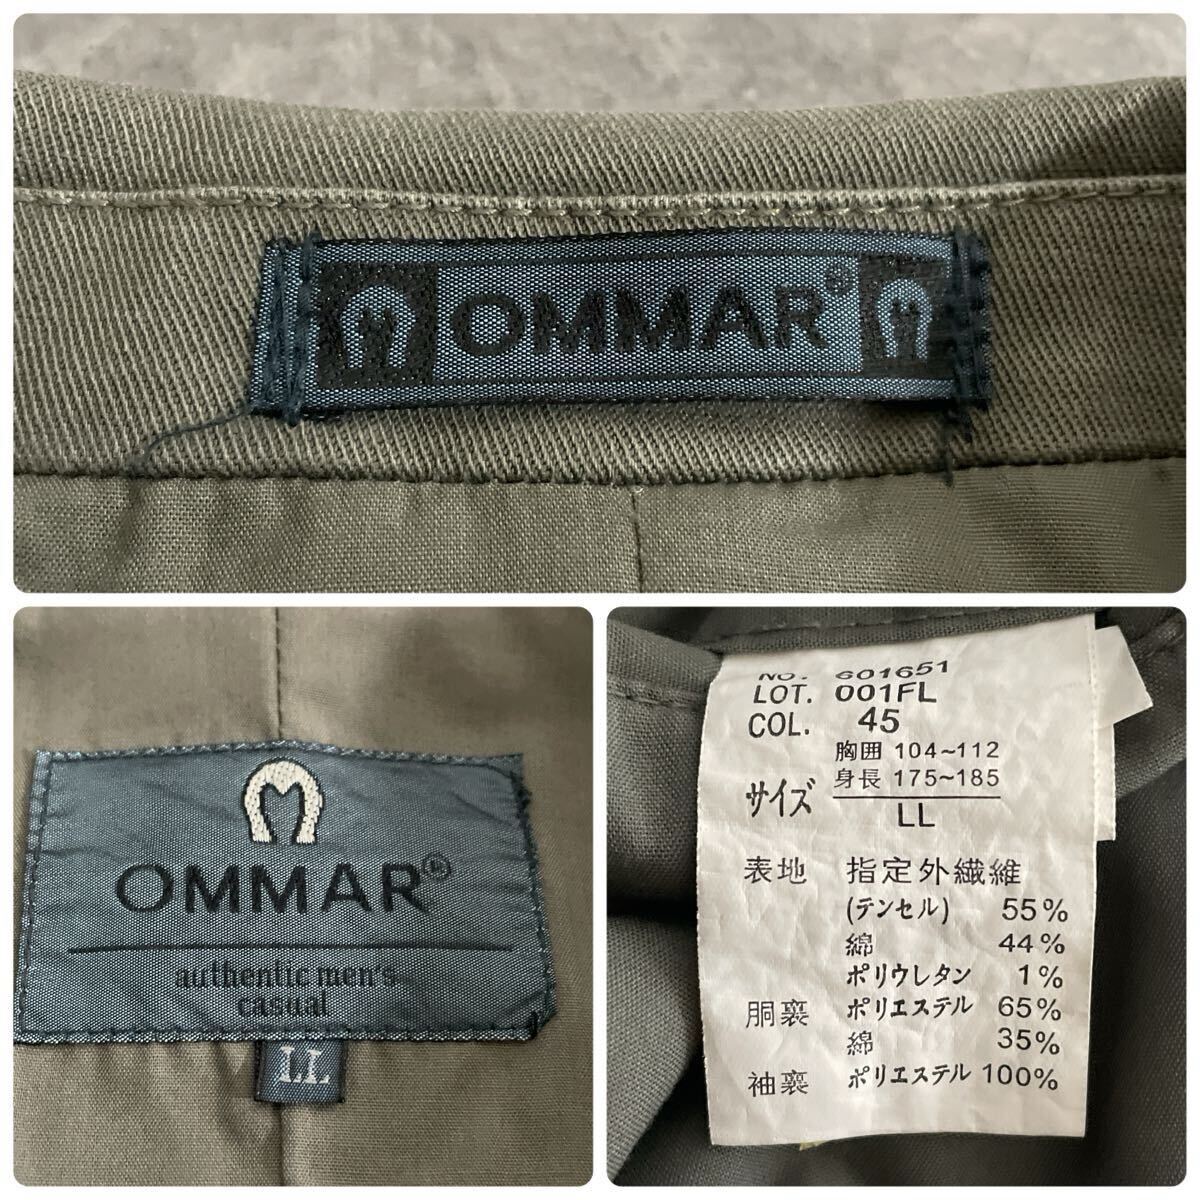 OMMAR®
OMMAR®
authentic men's
casual
LL
NO. 601651
LOT. 001FL
COL. 45
胸囲 104~112
サイズ 身長 175~185
LL
表地 指定外繊維
(テンセル) 55%
綿 44%
ポリウレタン 1%
胴裏 ポリエステル 65%
綿 35%
袖裏 ポリエステル 100%